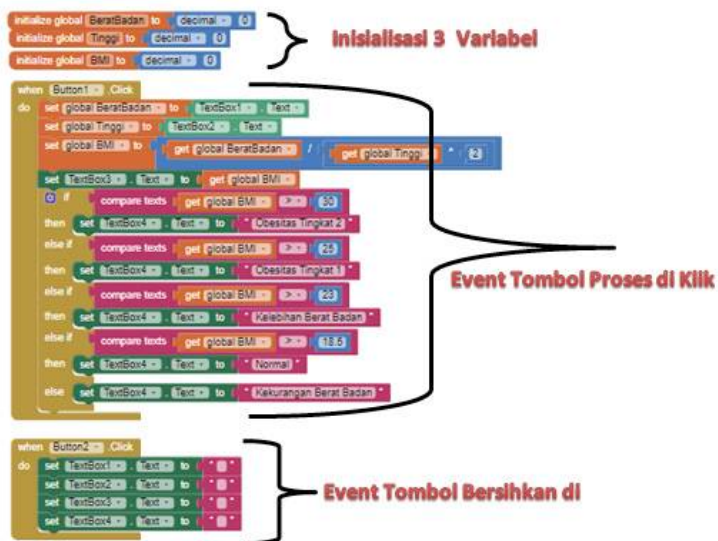 initialize global BeratBadan to decimal 0
initialize global Tinggi to decimal 0
initialize global BMI to decimal 0
Inisialisasi 3 Variabel
when Button1 .Click
do set global BeratBadan to TextBox1 . Text
set global Tinggi to TextBox2 . Text
set global BMI to get global BeratBadan / get global Tinggi ^ 2
set TextBox3 . Text to get global BMI
if compare texts get global BMI > 30
then set TextBox4 . Text to " Obesitas Tingkat 2 "
else if compare texts get global BMI > 25
then set TextBox4 . Text to " Obesitas Tingkat 1 "
else if compare texts get global BMI > 23
then set TextBox4 . Text to " Kelebihan Berat Badan "
else if compare texts get global BMI > 18.5
then set TextBox4 . Text to " Normal "
else set TextBox4 . Text to " Kekurangan Berat Badan "
Event Tombol Proses di Klik
when Button2 .Click
do set TextBox1 . Text to " "
set TextBox2 . Text to " "
set TextBox3 . Text to " "
set TextBox4 . Text to " "
Event Tombol Bersihkan di